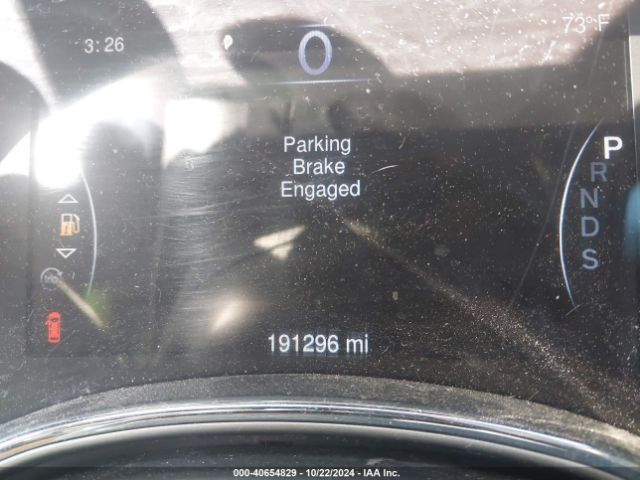 3:26
0
73°F
Parking
Brake
Engaged
P
R
N
D
S
191296 mi
000-40654829 - 10/22/2024 - IAA Inc.